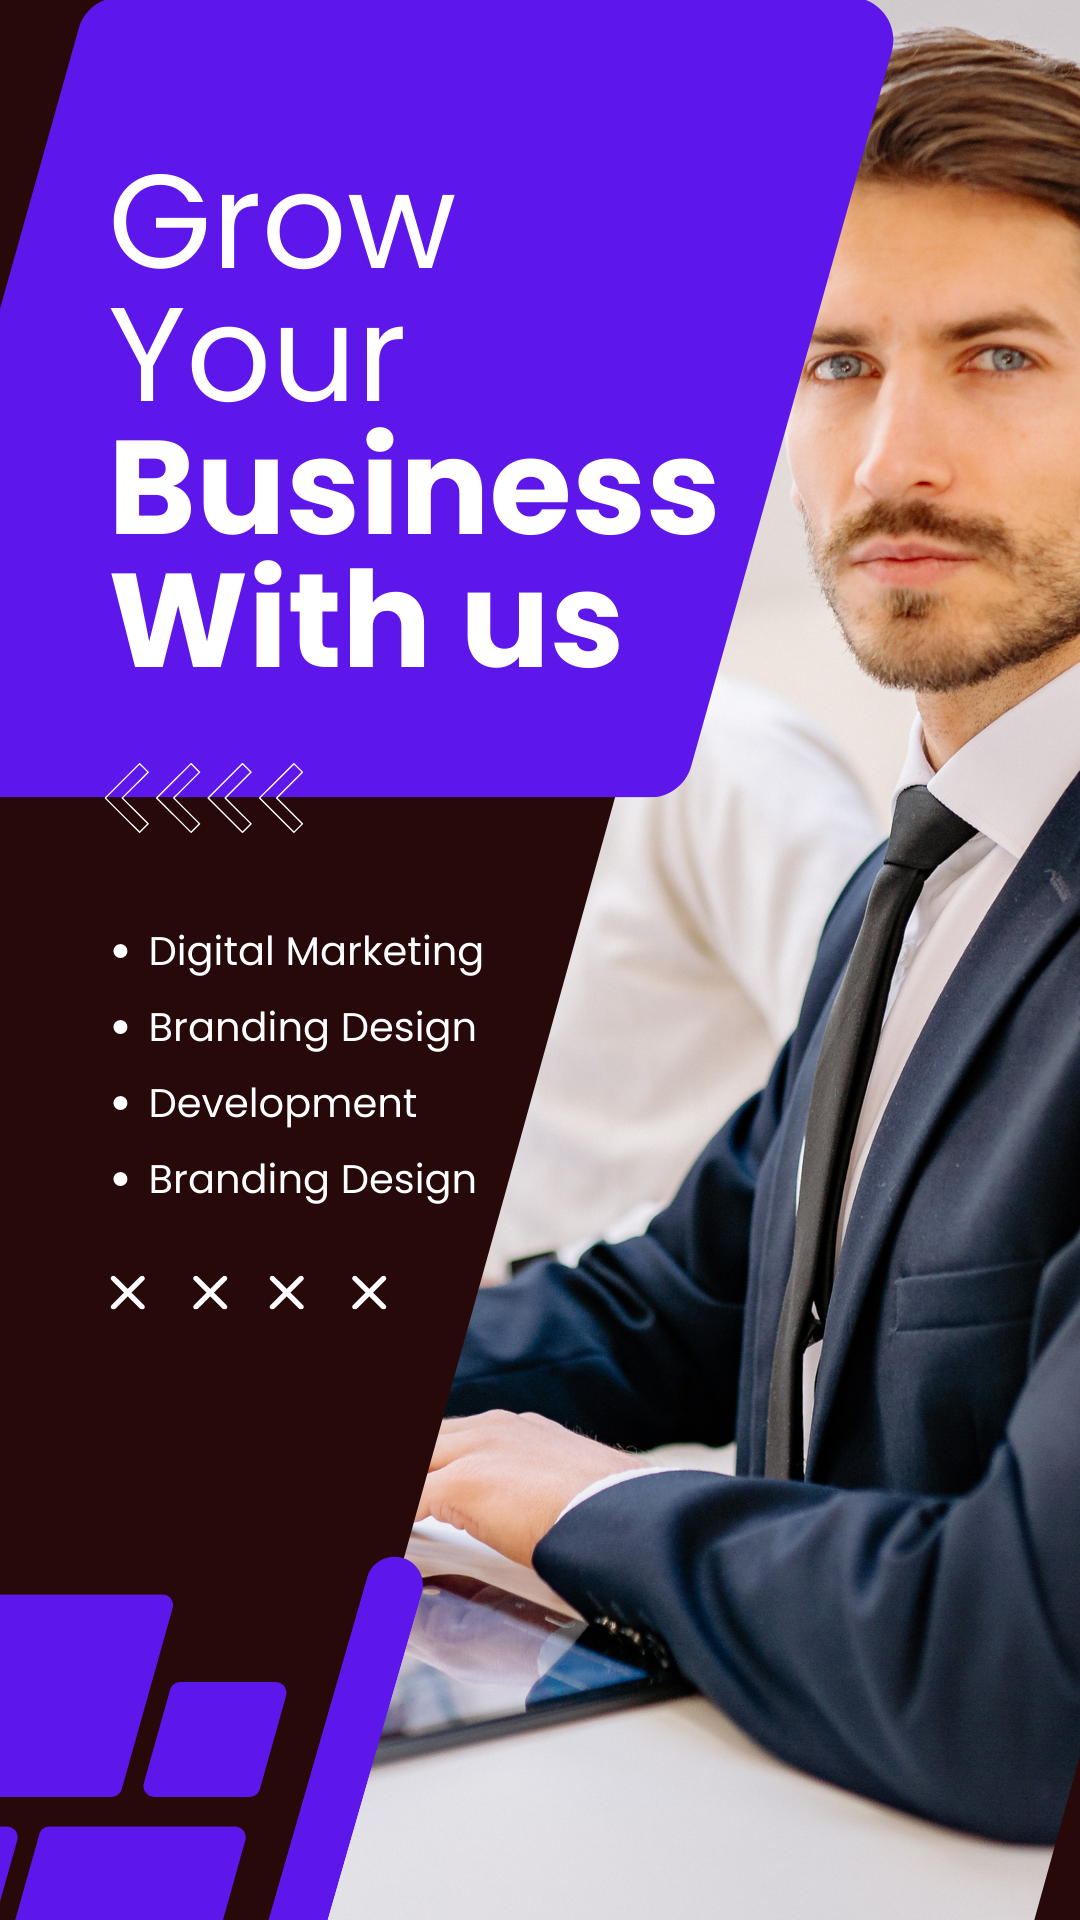 Grow
Your
Business
With us
• Digital Marketing
• Branding Design
• Development
• Branding Design